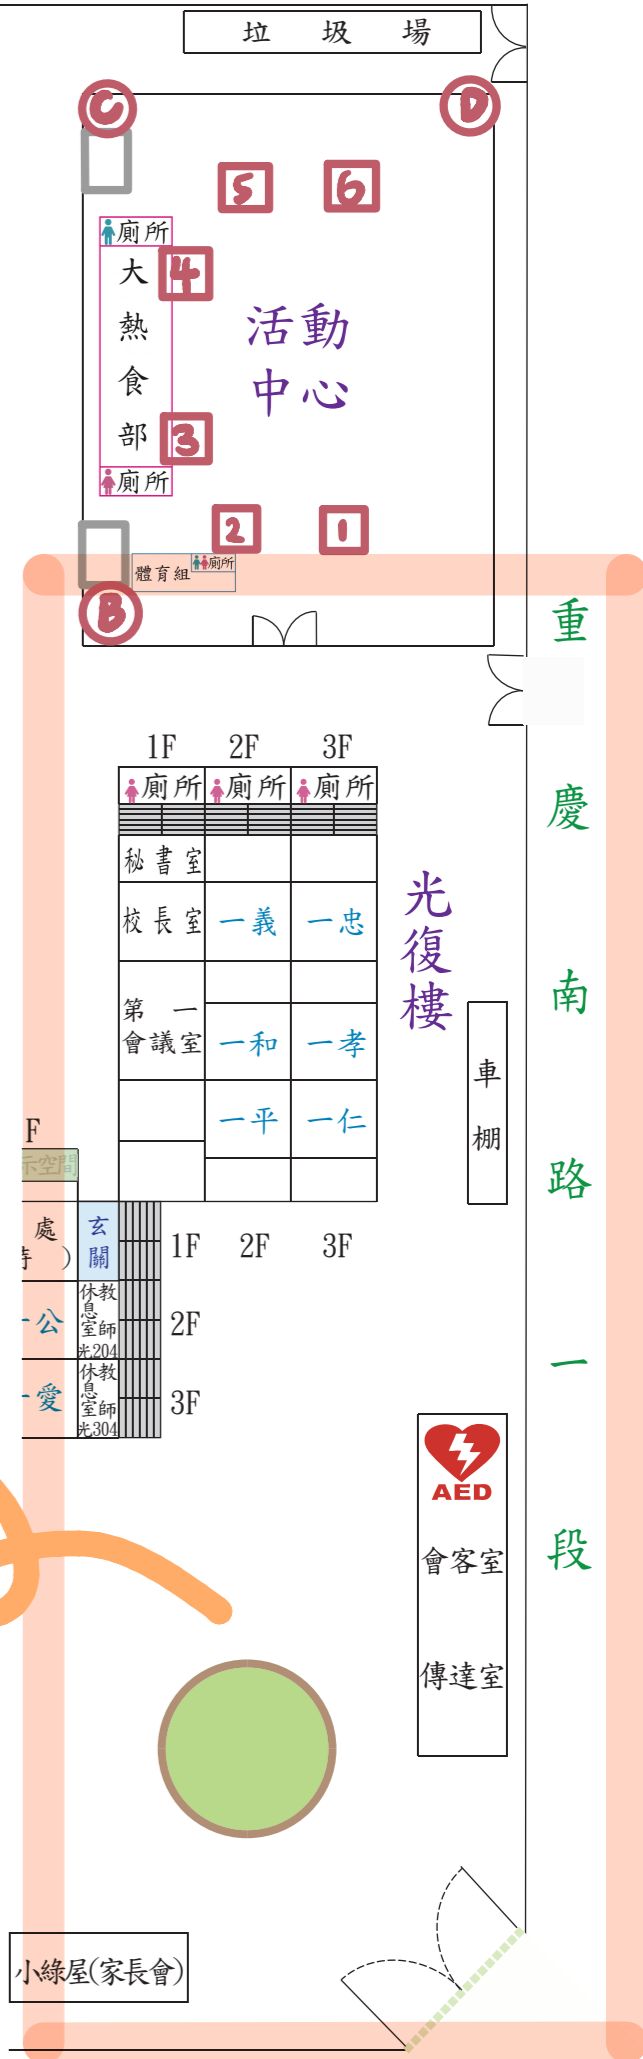 垃 圾 場
C
D
5 6
廁所
大熱食部
4
活動
中心
3
廁所
2 1
體育組 廁所
B
重慶南路一段
1F 2F 3F
廁所 廁所 廁所
秘書室
校長室 一義 一忠
第 一
會議室 一和 一孝
一平 一仁
光復樓
車棚
F
示空間
處
)
玄
關
1F 2F 3F
一公
教師
休息室
光204
2F
一愛
教師
休息室
光304
3F
AED
會客室
傳達室
小綠屋(家長會)